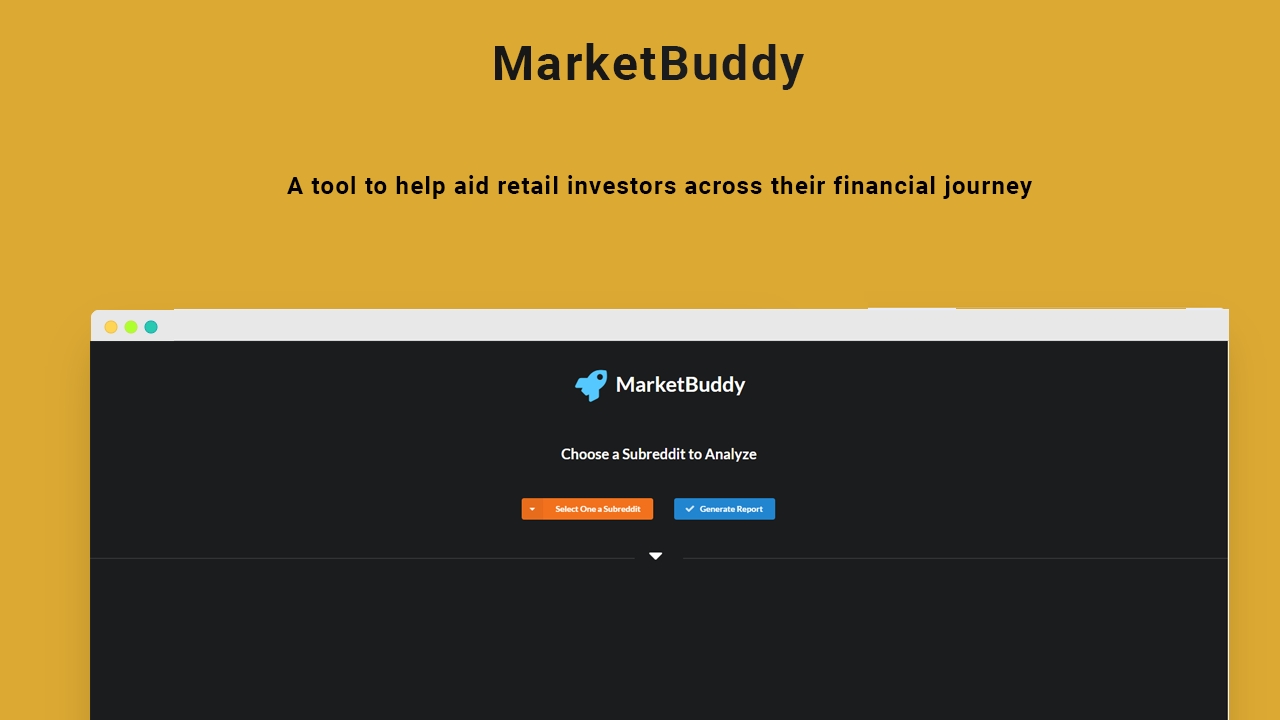 MarketBuddy
A tool to help aid retail investors across their financial journey
MarketBuddy
Choose a Subreddit to Analyze
Select One a Subreddit
Generate Report